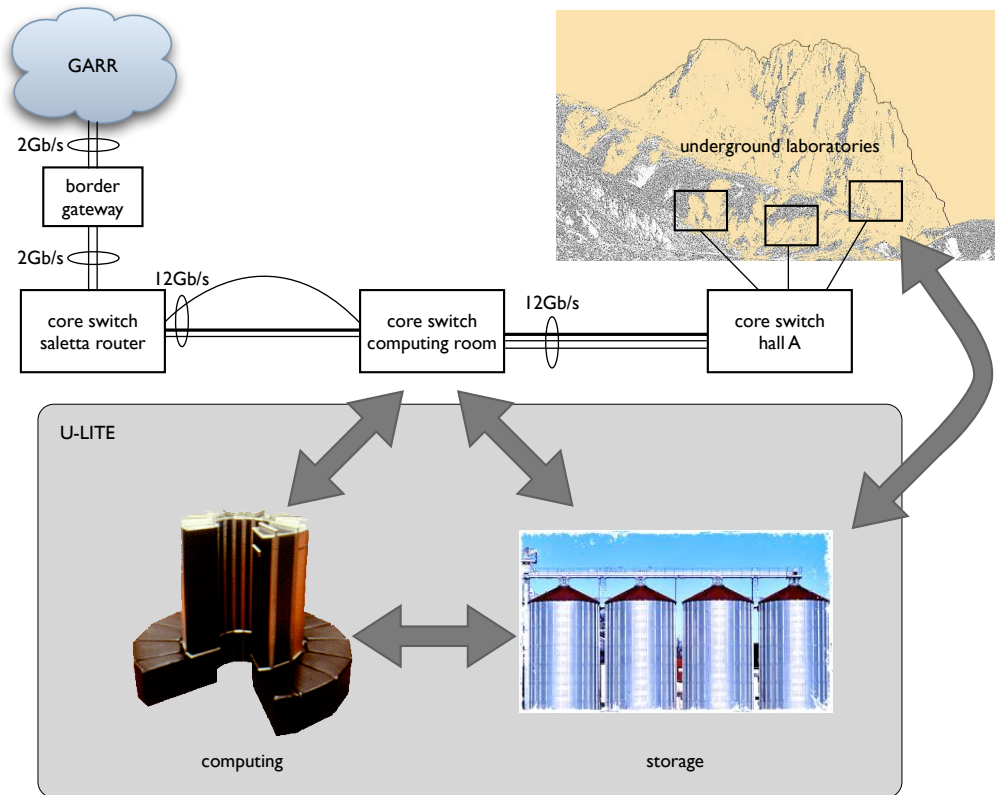 GARR
2Gb/s
border
gateway
2Gb/s
12Gb/s
core switch
saletta router
core switch
computing room
12Gb/s
core switch
hall A
underground laboratories
U-LITE
computing
storage